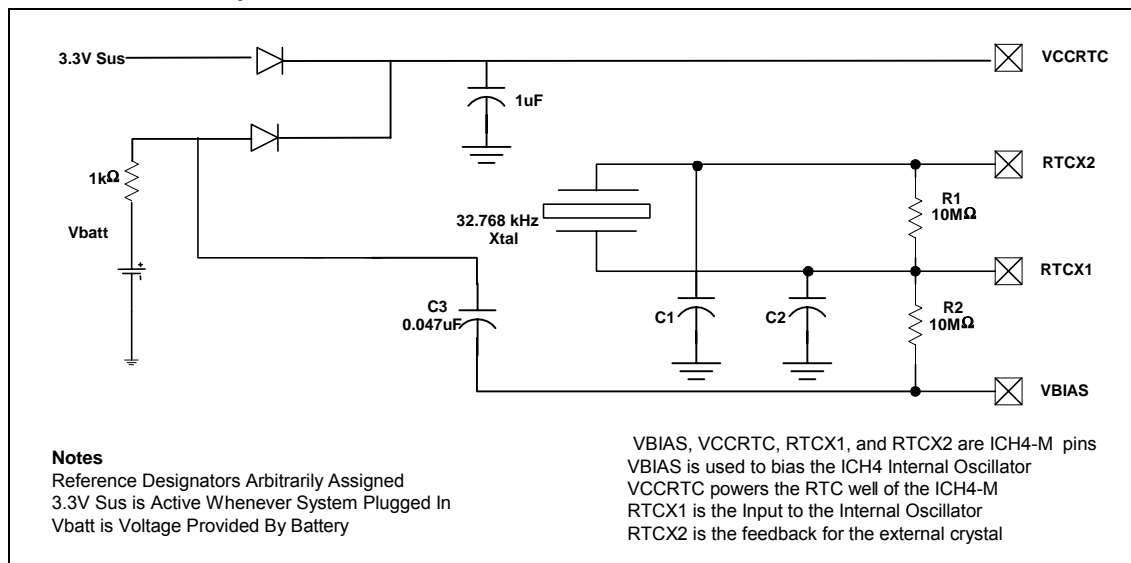 3.3V Sus
VCCRTC
1uF
RTCX2
1kΩ
R1
10MΩ
32.768 kHz
Xtal
Vbatt
+
RTCX1
C3
0.047uF
C1
C2
R2
10MΩ
VBIAS
Notes
Reference Designators Arbitrarily Assigned
3.3V Sus is Active Whenever System Plugged In
Vbatt is Voltage Provided By Battery
VBIAS, VCCRTC, RTCX1, and RTCX2 are ICH4-M pins
VBIAS is used to bias the ICH4 Internal Oscillator
VCCRTC powers the RTC well of the ICH4-M
RTCX1 is the Input to the Internal Oscillator
RTCX2 is the feedback for the external crystal